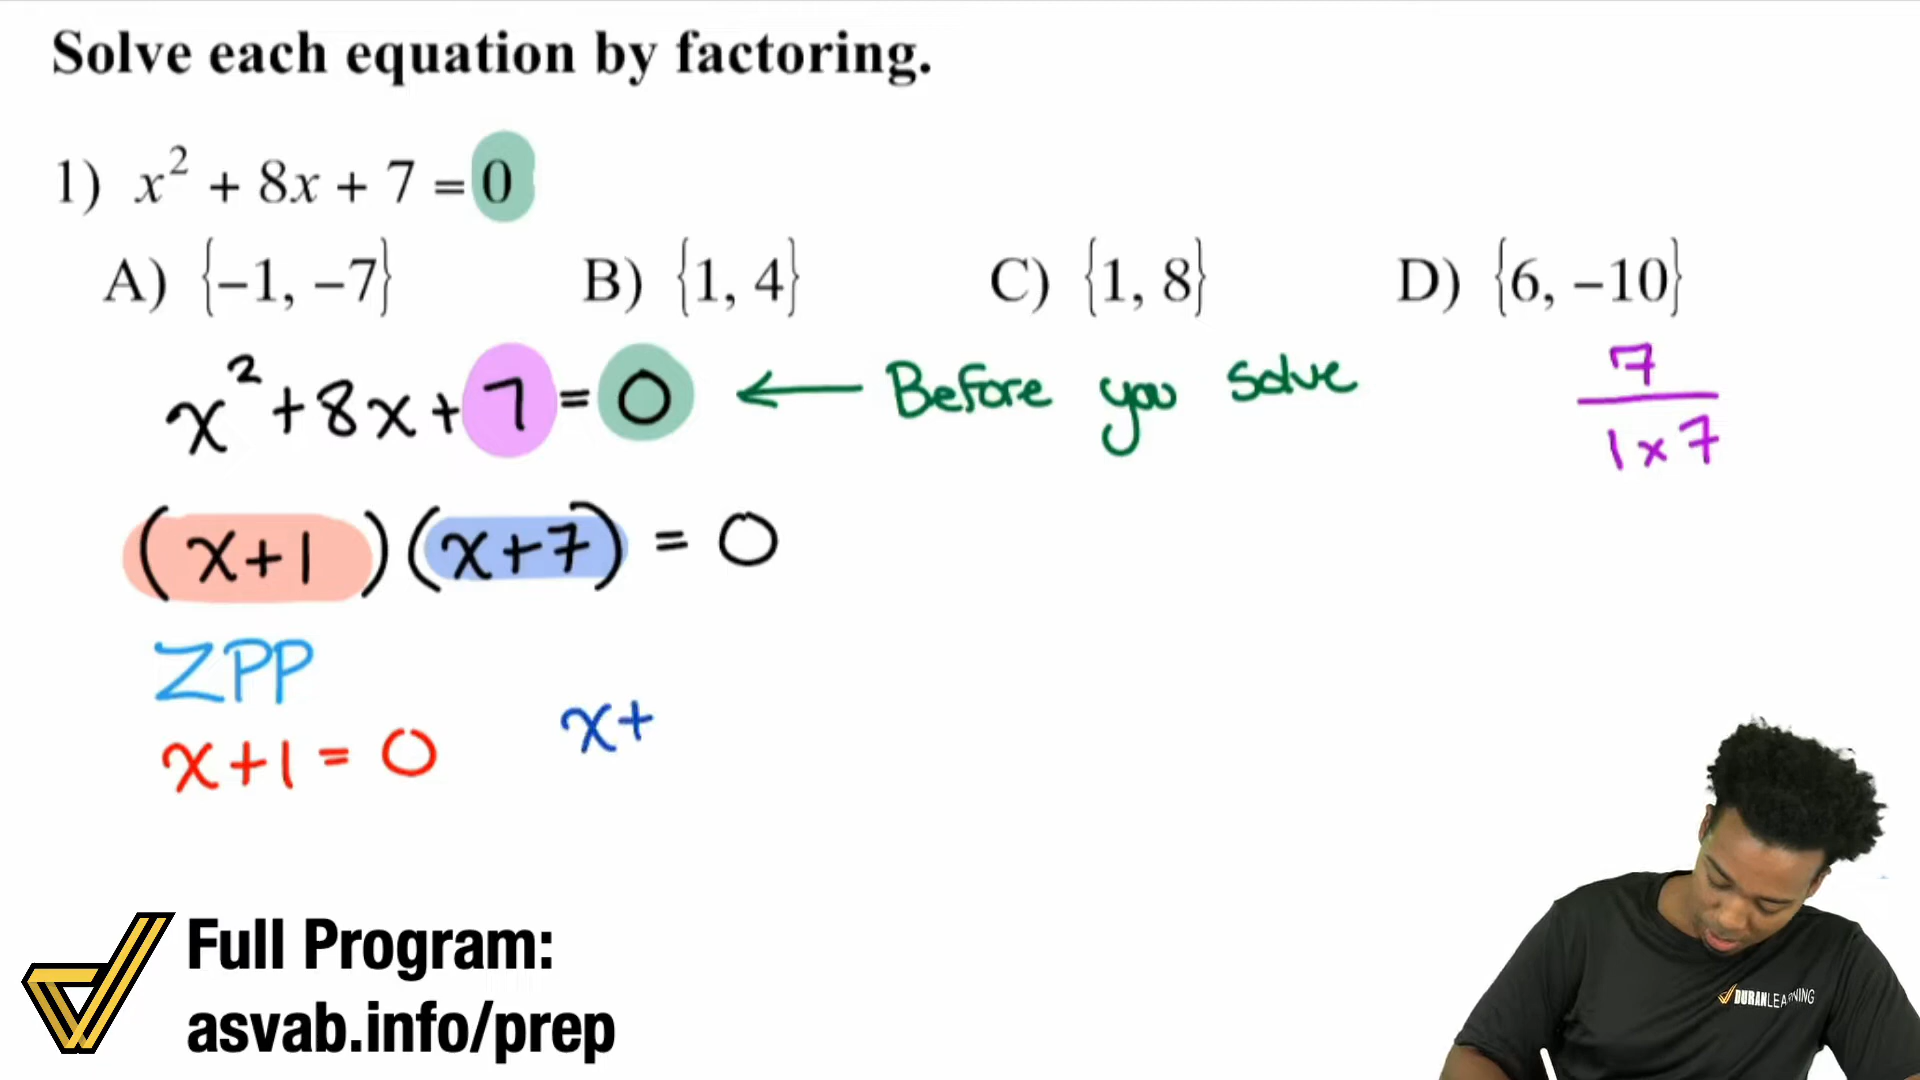 Solve each equation by factoring.
1) x² + 8x + 7 = 0
A) {−1, −7} B) {1, 4} C) {1, 8} D) {6, −10}
x² + 8x + 7 = 0 ← Before you solve
7
1 x 7
(x+1)(x+7) = 0
ZPP
x+1 = 0 x+
Full Program:
asvab.info/prep
DURANLEARNING